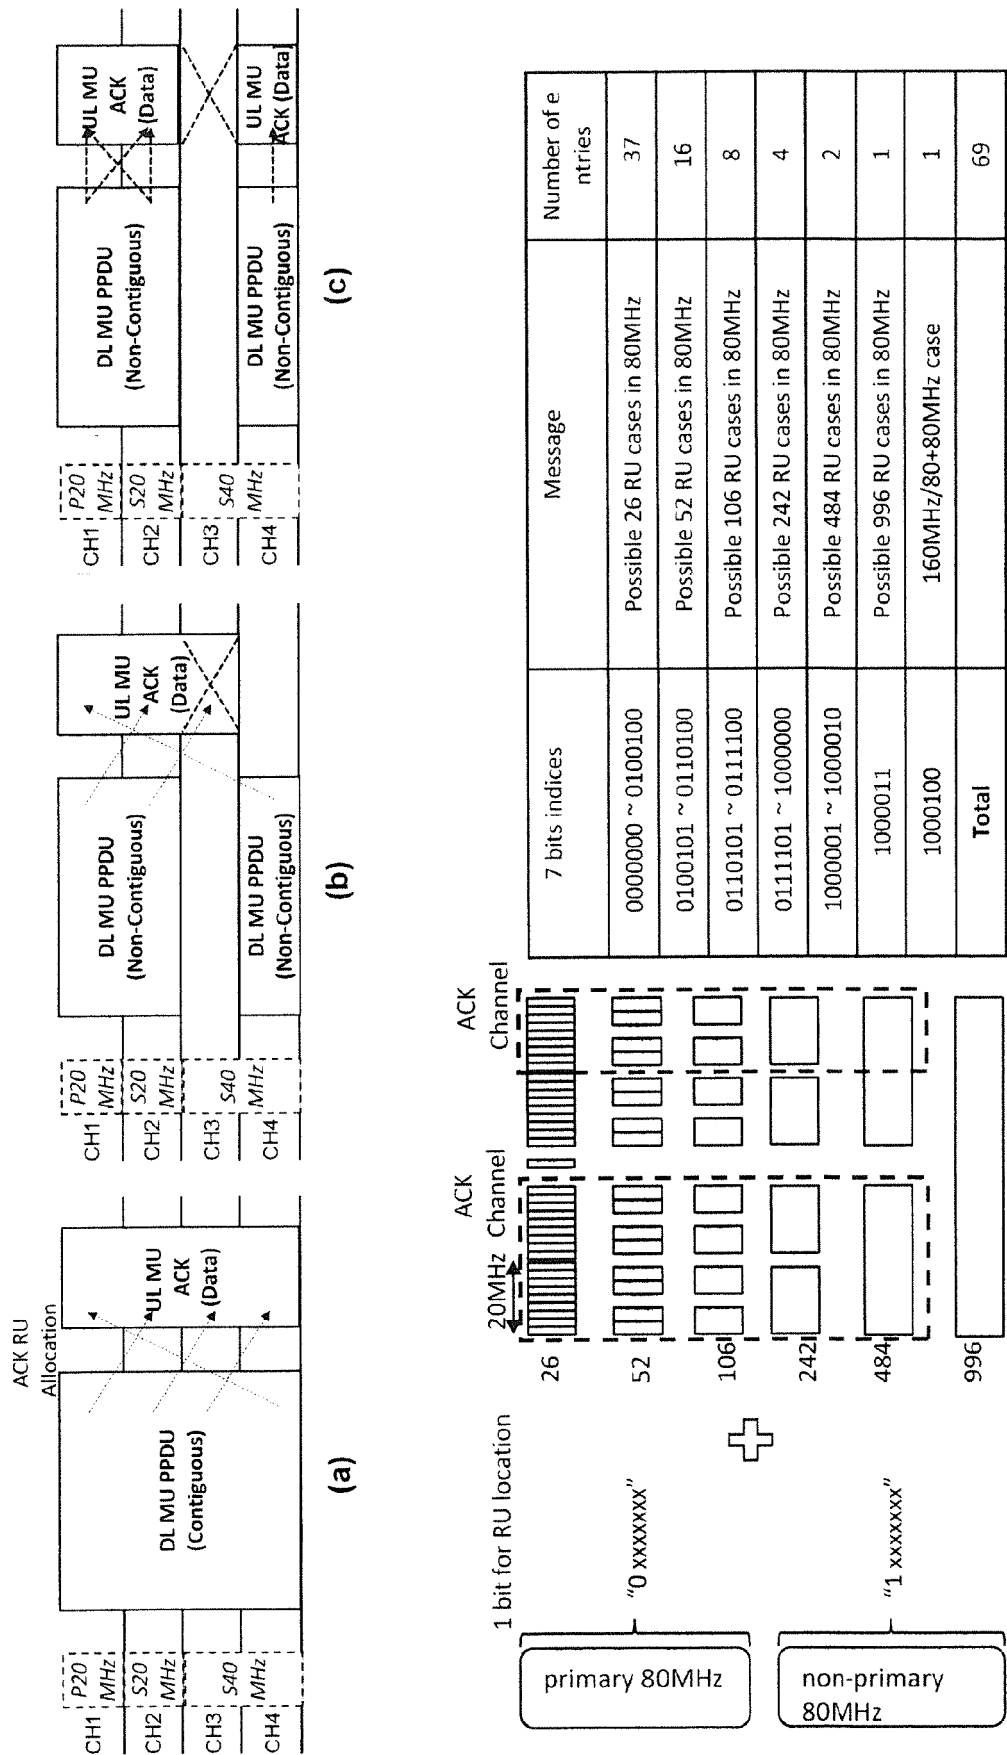 ACK RU
Allocation
CH1
CH2
CH3
CH4
P20
MHz
S20
MHz
S40
MHz
DL MU PPDU
(Contiguous)
UL MU
ACK
(Data)
(a)
CH1
CH2
CH3
CH4
P20
MHz
S20
MHz
S40
MHz
DL MU PPDU
(Non-Contiguous)
DL MU PPDU
(Non-Contiguous)
UL MU
ACK
(Data)
(b)
CH1
CH2
CH3
CH4
P20
MHz
S20
MHz
S40
MHz
DL MU PPDU
(Non-Contiguous)
DL MU PPDU
(Non-Contiguous)
UL MU
ACK
(Data)
UL MU
ACK (Data)
(c)
1 bit for RU location
primary 80MHz
"0 xxxxxxx"
non-primary
80MHz
"1 xxxxxxx"
20MHz
ACK
Channel
ACK
Channel
26
52
106
242
484
996
7 bits indices Message Number of e
ntries
0000000 ~ 0100100 Possible 26 RU cases in 80MHz 37
0100101 ~ 0110100 Possible 52 RU cases in 80MHz 16
0110101 ~ 0111100 Possible 106 RU cases in 80MHz 8
0111101 ~ 1000000 Possible 242 RU cases in 80MHz 4
1000001 ~ 1000010 Possible 484 RU cases in 80MHz 2
1000011 Possible 996 RU cases in 80MHz 1
1000100 160MHz/80+80MHz case 1
Total 69